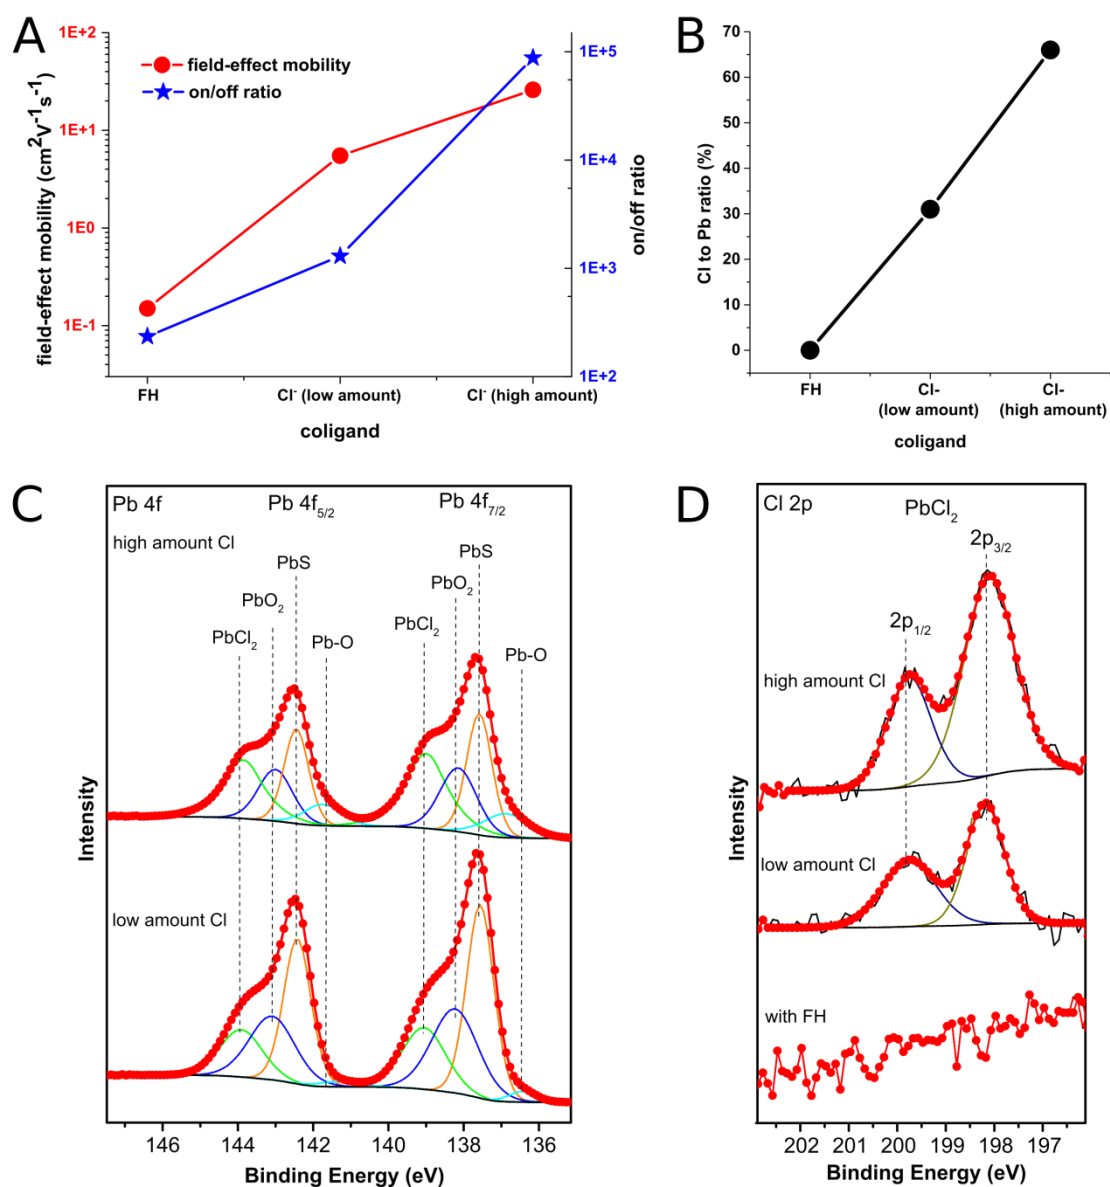 A
1E+2
1E+1
1E0
1E-1
field-effect mobility (cm²V⁻¹s⁻¹)
field-effect mobility
on/off ratio
1E+5
1E+4
1E+3
1E+2
on/off ratio
FH
Cl⁻ (low amount)
Cl⁻ (high amount)
coligand
B
70
60
50
40
30
20
10
0
Cl to Pb ratio (%)
FH
Cl-
(low amount)
Cl-
(high amount)
coligand
C
Pb 4f
Pb 4f₅/₂
Pb 4f₇/₂
high amount Cl
PbS
PbO₂
PbCl₂
Pb-O
PbS
PbO₂
PbCl₂
Pb-O
low amount Cl
Intensity
146
144
142
140
138
136
Binding Energy (eV)
D
Cl 2p
PbCl₂
2p₃/₂
2p₁/₂
high amount Cl
low amount Cl
with FH
Intensity
202
201
200
199
198
197
Binding Energy (eV)